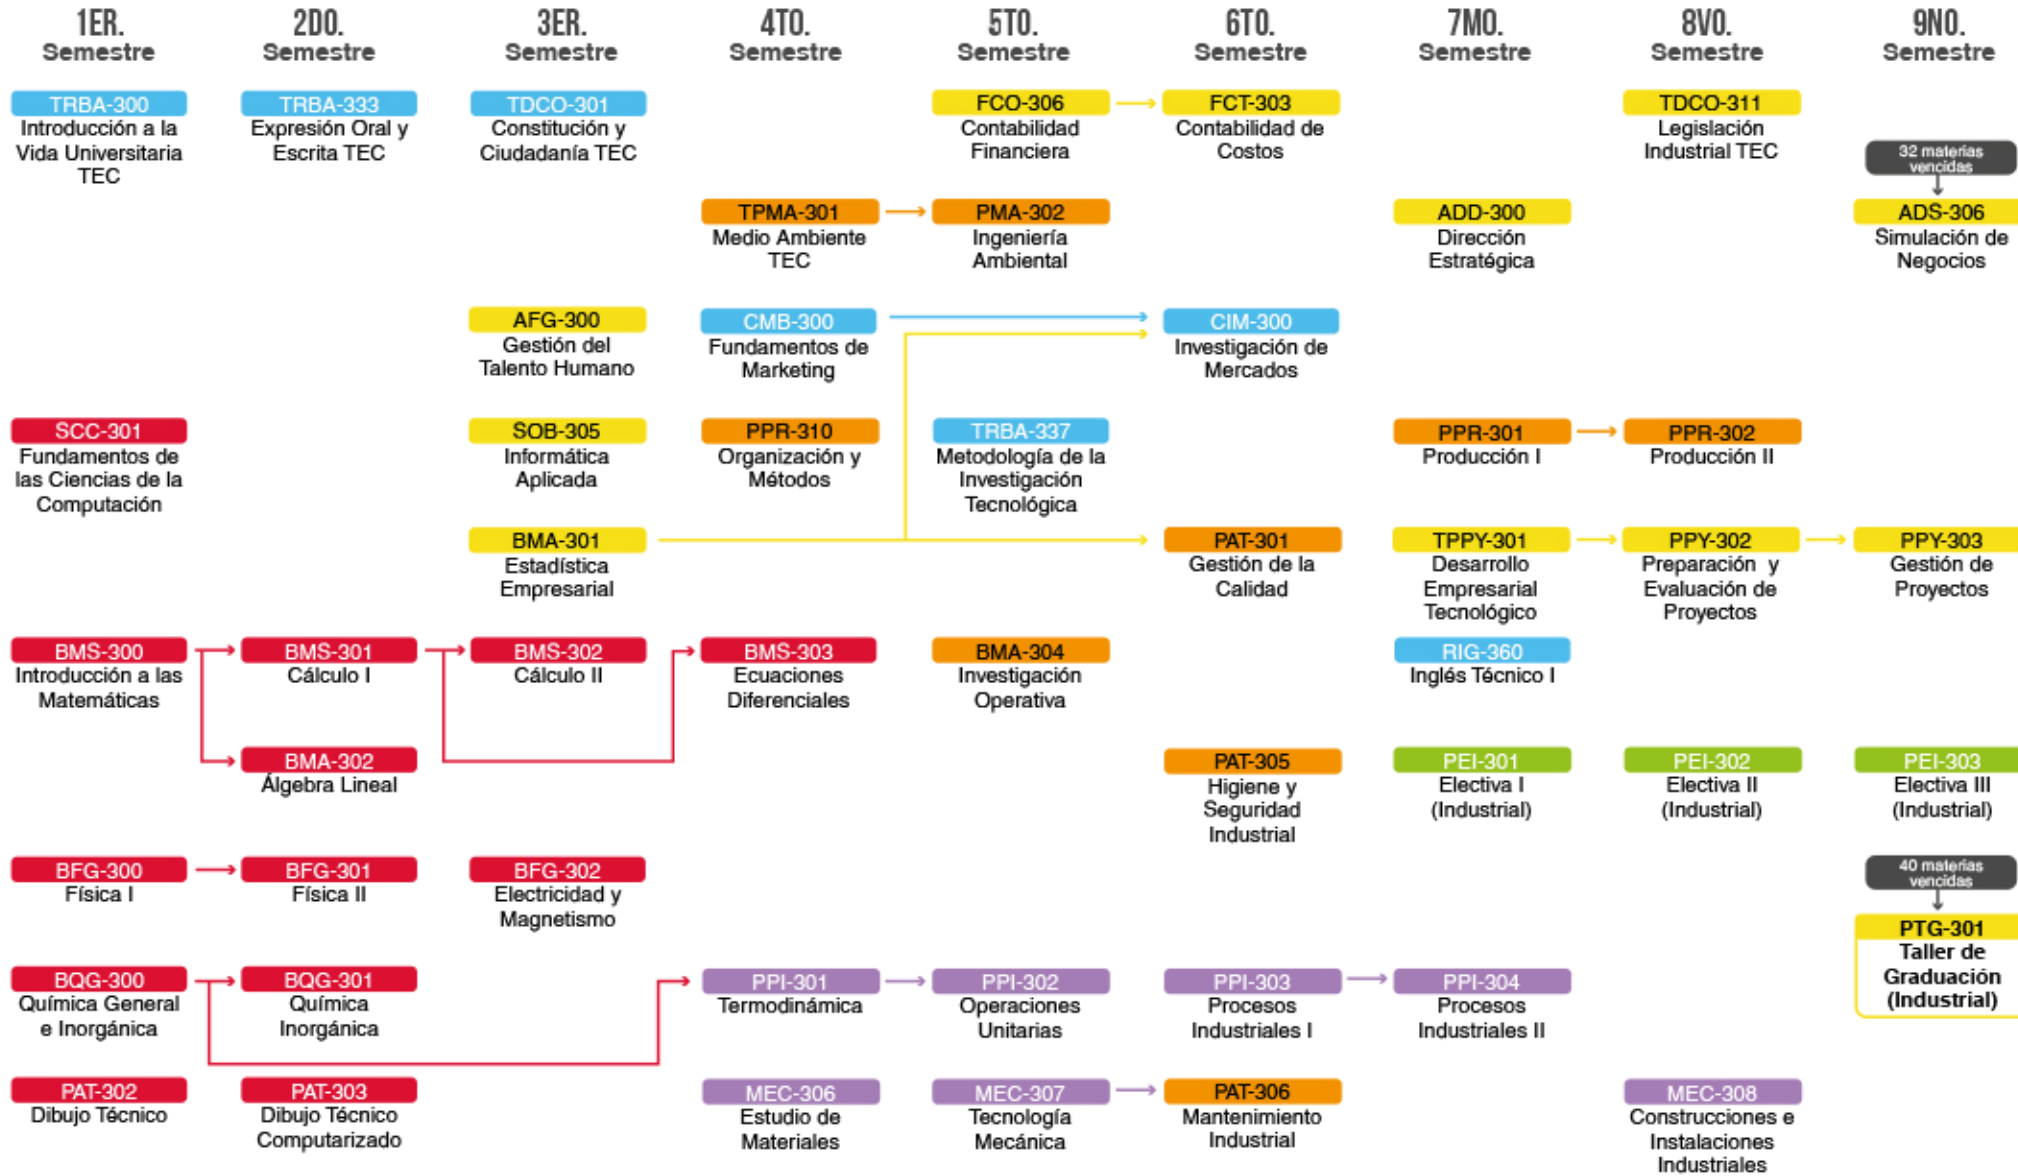 1ER.
Semestre
2DO.
Semestre
3ER.
Semestre
4TO.
Semestre
5TO.
Semestre
6TO.
Semestre
7MO.
Semestre
8VO.
Semestre
9NO.
Semestre
TRBA-300
Introducción a la
Vida Universitaria
TEC
TRBA-333
Expresión Oral y
Escrita TEC
TDCO-301
Constitución y
Ciudadanía TEC
FCO-306
Contabilidad
Financiera
FCT-303
Contabilidad de
Costos
TDCO-311
Legislación
Industrial TEC
32 materias
vencidas
TPMA-301
Medio Ambiente
TEC
PMA-302
Ingeniería
Ambiental
ADD-300
Dirección
Estratégica
ADS-306
Simulación de
Negocios
AFG-300
Gestión del
Talento Humano
CMB-300
Fundamentos de
Marketing
CIM-300
Investigación de
Mercados
SCC-301
Fundamentos de
las Ciencias de la
Computación
SOB-305
Informática
Aplicada
PPR-310
Organización y
Métodos
TRBA-337
Metodología de la
Investigación
Tecnológica
PPR-301
Producción I
PPR-302
Producción II
BMA-301
Estadística
Empresarial
PAT-301
Gestión de la
Calidad
TPPY-301
Desarrollo
Empresarial
Tecnológico
PPY-302
Preparación y
Evaluación de
Proyectos
PPY-303
Gestión de
Proyectos
BMS-300
Introducción a las
Matemáticas
BMS-301
Cálculo I
BMS-302
Cálculo II
BMS-303
Ecuaciones
Diferenciales
BMA-304
Investigación
Operativa
RIG-360
Inglés Técnico I
BMA-302
Álgebra Lineal
PAT-305
Higiene y
Seguridad
Industrial
PEI-301
Electiva I
(Industrial)
PEI-302
Electiva II
(Industrial)
PEI-303
Electiva III
(Industrial)
BFG-300
Física I
BFG-301
Física II
BFG-302
Electricidad y
Magnetismo
40 materias
vencidas
PTG-301
Taller de
Graduación
(Industrial)
BQG-300
Química General
e Inorgánica
BQG-301
Química
Inorgánica
PPI-301
Termodinámica
PPI-302
Operaciones
Unitarias
PPI-303
Procesos
Industriales I
PPI-304
Procesos
Industriales II
PAT-302
Dibujo Técnico
PAT-303
Dibujo Técnico
Computarizado
MEC-306
Estudio de
Materiales
MEC-307
Tecnología
Mecánica
PAT-306
Mantenimiento
Industrial
MEC-308
Construcciones e
Instalaciones
Industriales